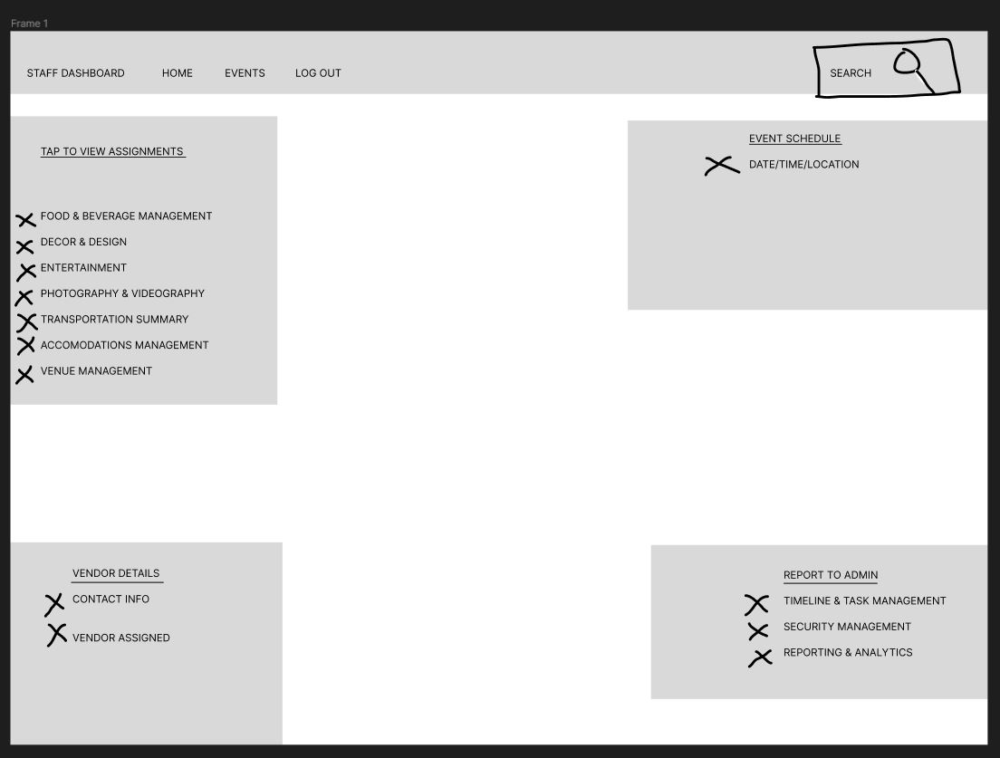 Frame 1
STAFF DASHBOARD HOME EVENTS LOG OUT SEARCH
TAP TO VIEW ASSIGNMENTS
FOOD & BEVERAGE MANAGEMENT
DECOR & DESIGN
ENTERTAINMENT
PHOTOGRAPHY & VIDEOGRAPHY
TRANSPORTATION SUMMARY
ACCOMODATIONS MANAGEMENT
VENUE MANAGEMENT
EVENT SCHEDULE
DATE/TIME/LOCATION
VENDOR DETAILS
CONTACT INFO
VENDOR ASSIGNED
REPORT TO ADMIN
TIMELINE & TASK MANAGEMENT
SECURITY MANAGEMENT
REPORTING & ANALYTICS